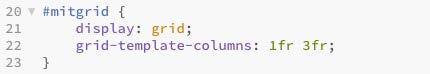 20 ▼ #mitgrid {
21     display: grid;
22     grid-template-columns: 1fr 3fr;
23 }